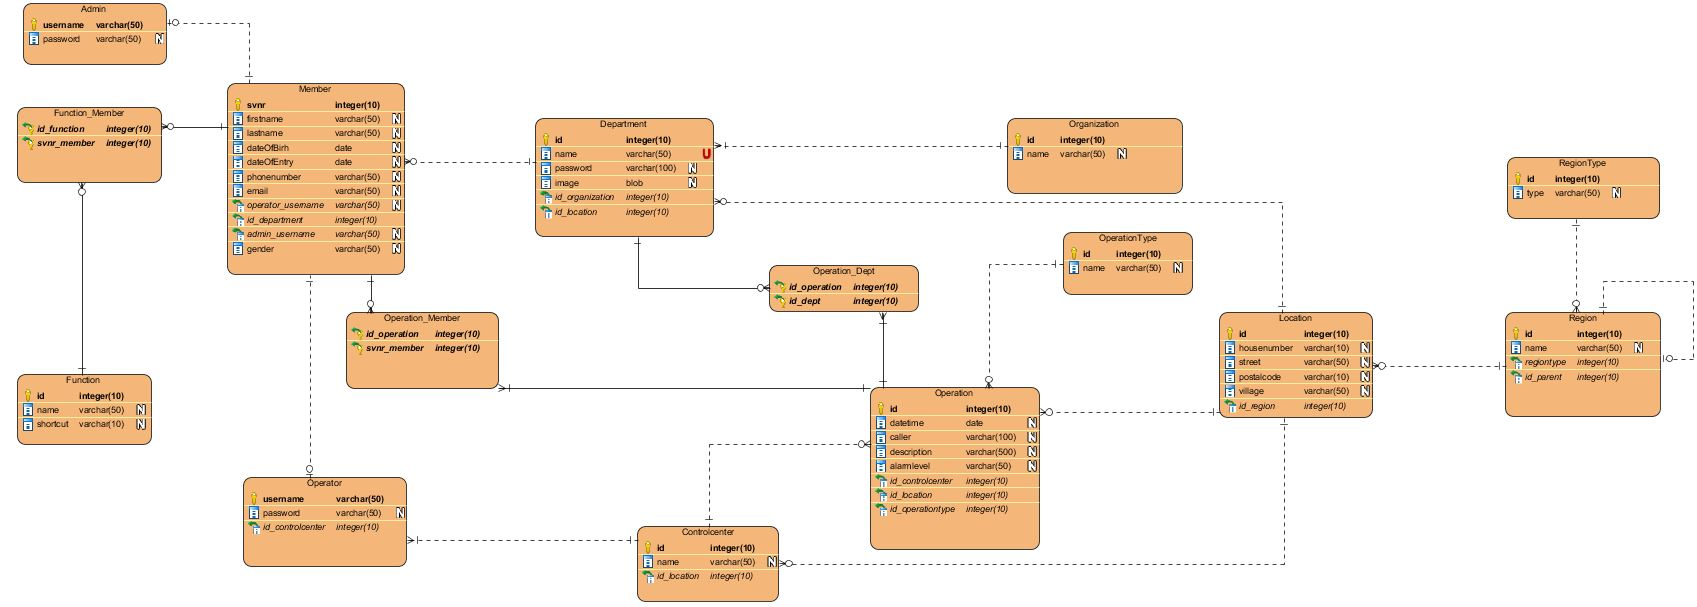 Admin
username varchar(50)
password varchar(50) N
Member
svnr integer(10)
firstname varchar(50) N
lastname varchar(50) N
dateOfBirh date N
dateOfEntry date N
phonenumber varchar(50) N
email varchar(50) N
operator_username varchar(50) N
id_department integer(10)
admin_username varchar(50) N
gender varchar(50) N
Function_Member
id_function integer(10)
svnr_member integer(10)
Department
id integer(10)
name varchar(50) U
password varchar(100) N
image blob N
id_organization integer(10)
id_location integer(10)
Organization
id integer(10)
name varchar(50) N
RegionType
id integer(10)
type varchar(50) N
OperationType
id integer(10)
name varchar(50) N
Operation_Dept
id_operation integer(10)
id_dept integer(10)
Operation_Member
id_operation integer(10)
svnr_member integer(10)
Location
id integer(10)
housenumber varchar(10) N
street varchar(50) N
postalcode varchar(10) N
village varchar(50) N
id_region integer(10)
Region
id integer(10)
name varchar(50) N
regiontype integer(10)
id_parent integer(10)
Function
id integer(10)
name varchar(50) N
shortcut varchar(10) N
Operation
id integer(10)
datetime date N
caller varchar(100) N
description varchar(500) N
alarmlevel varchar(50) N
id_controlcenter integer(10)
id_location integer(10)
id_operationtype integer(10)
Operator
username varchar(50)
password varchar(50) N
id_controlcenter integer(10)
Controlcenter
id integer(10)
name varchar(50) N
id_location integer(10)